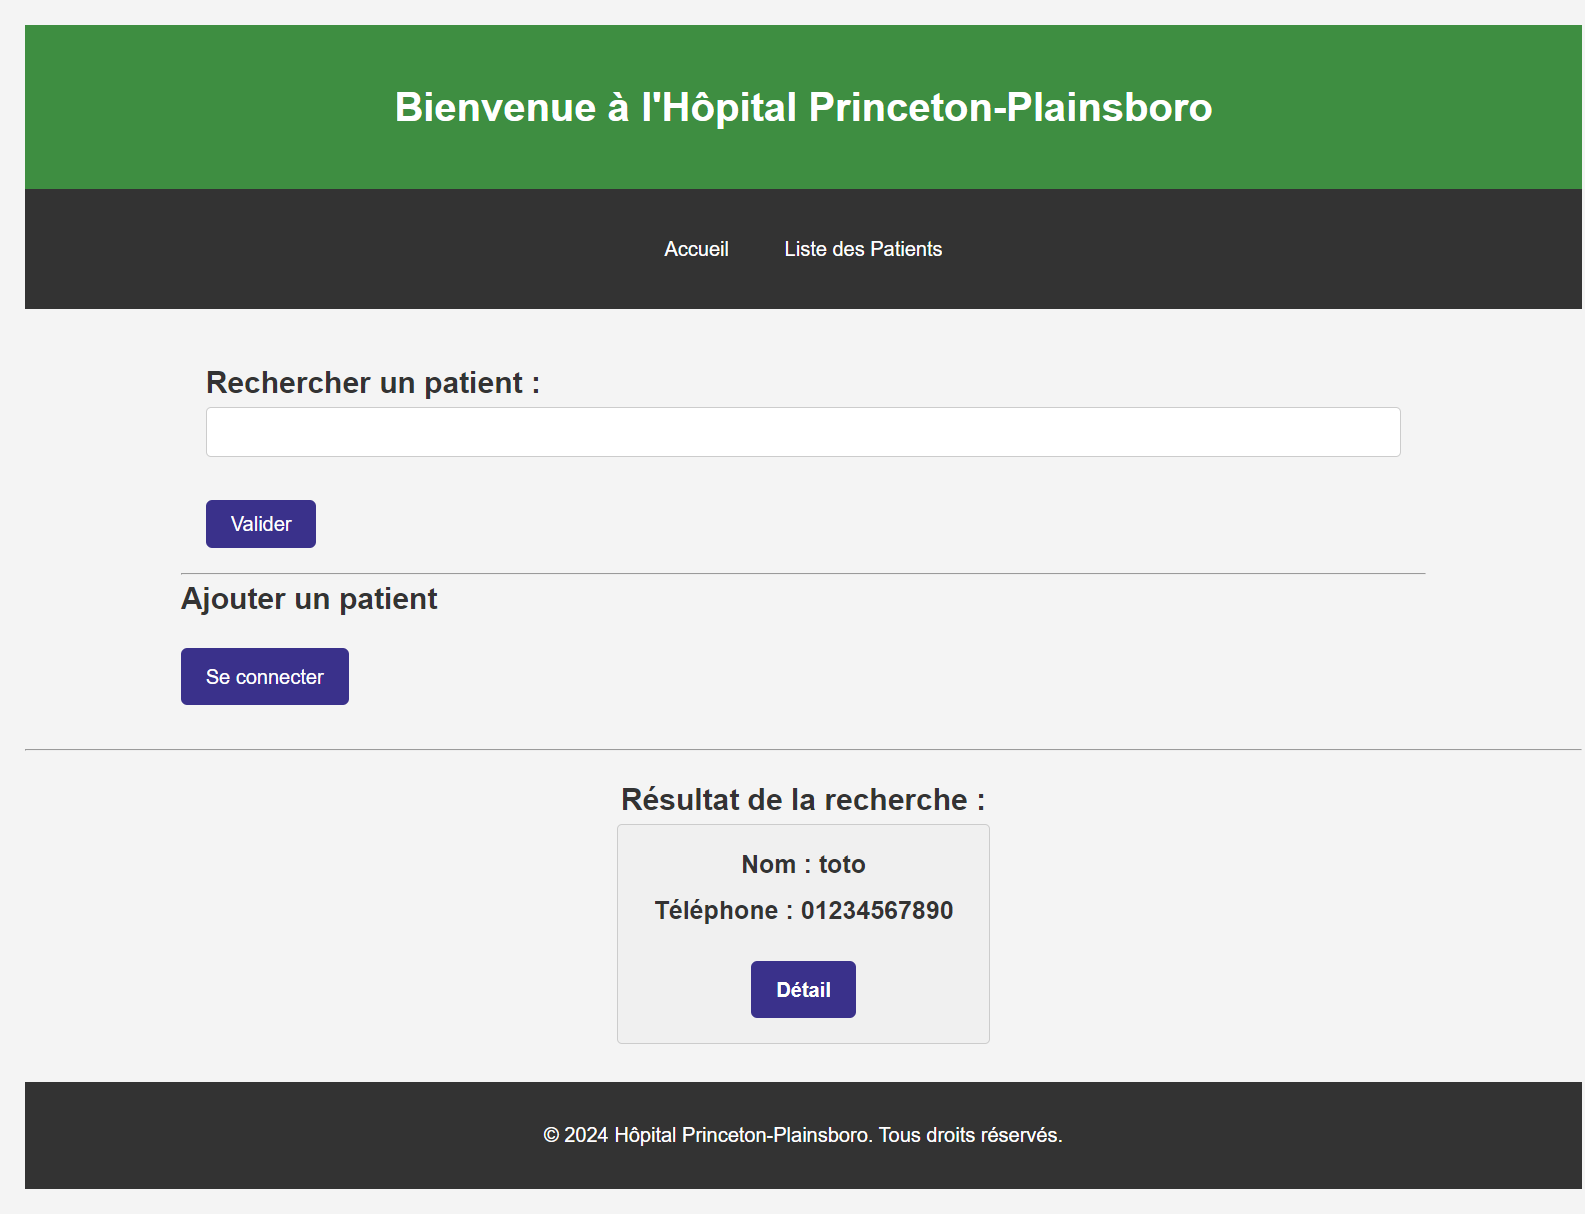 Bienvenue à l'Hôpital Princeton-Plainsboro
Accueil Liste des Patients
Rechercher un patient :
Valider
Ajouter un patient
Se connecter
Résultat de la recherche :
Nom : toto
Téléphone : 01234567890
Détail
© 2024 Hôpital Princeton-Plainsboro. Tous droits réservés.